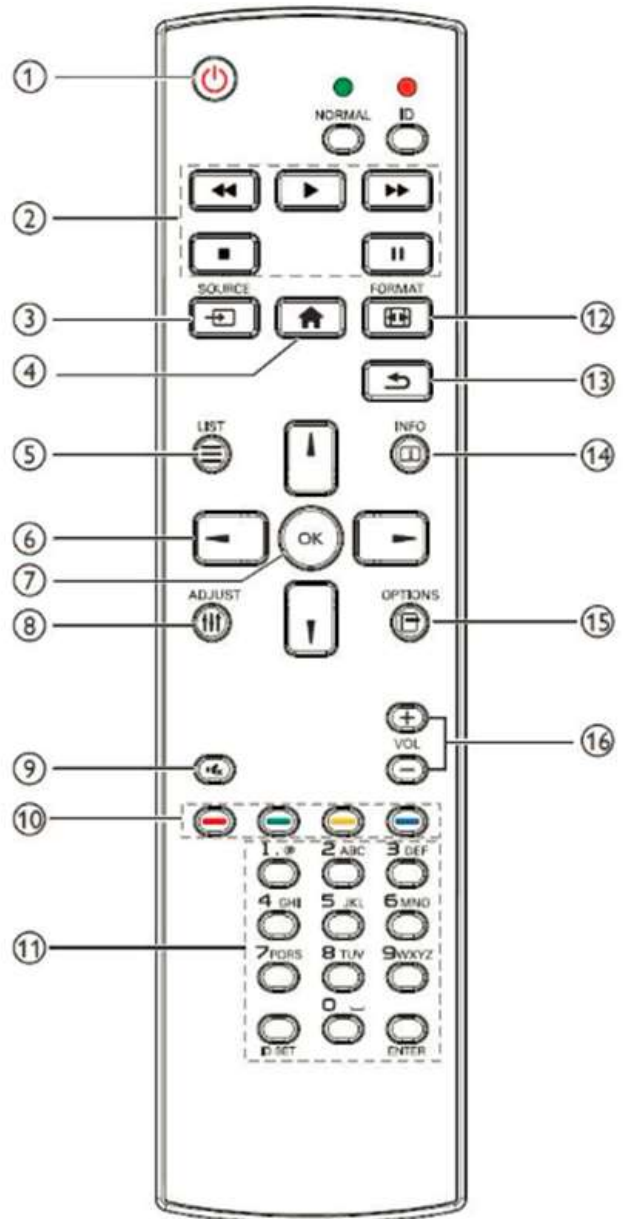 ①
NORMAL ID
②
SOURCE FORMAT
③ ⑫
④ ⑬
LIST INFO
⑤ ⑭
⑥ OK
⑦
ADJUST OPTIONS
⑧ ⑮
+
VOL ⑯
⑨ −
⑩
1 . @ 2 ABC 3 DEF
4 GHI 5 JKL 6 MNO
⑪
7 PQRS 8 TUV 9 WXYZ
0 ⎵
ID SET ENTER